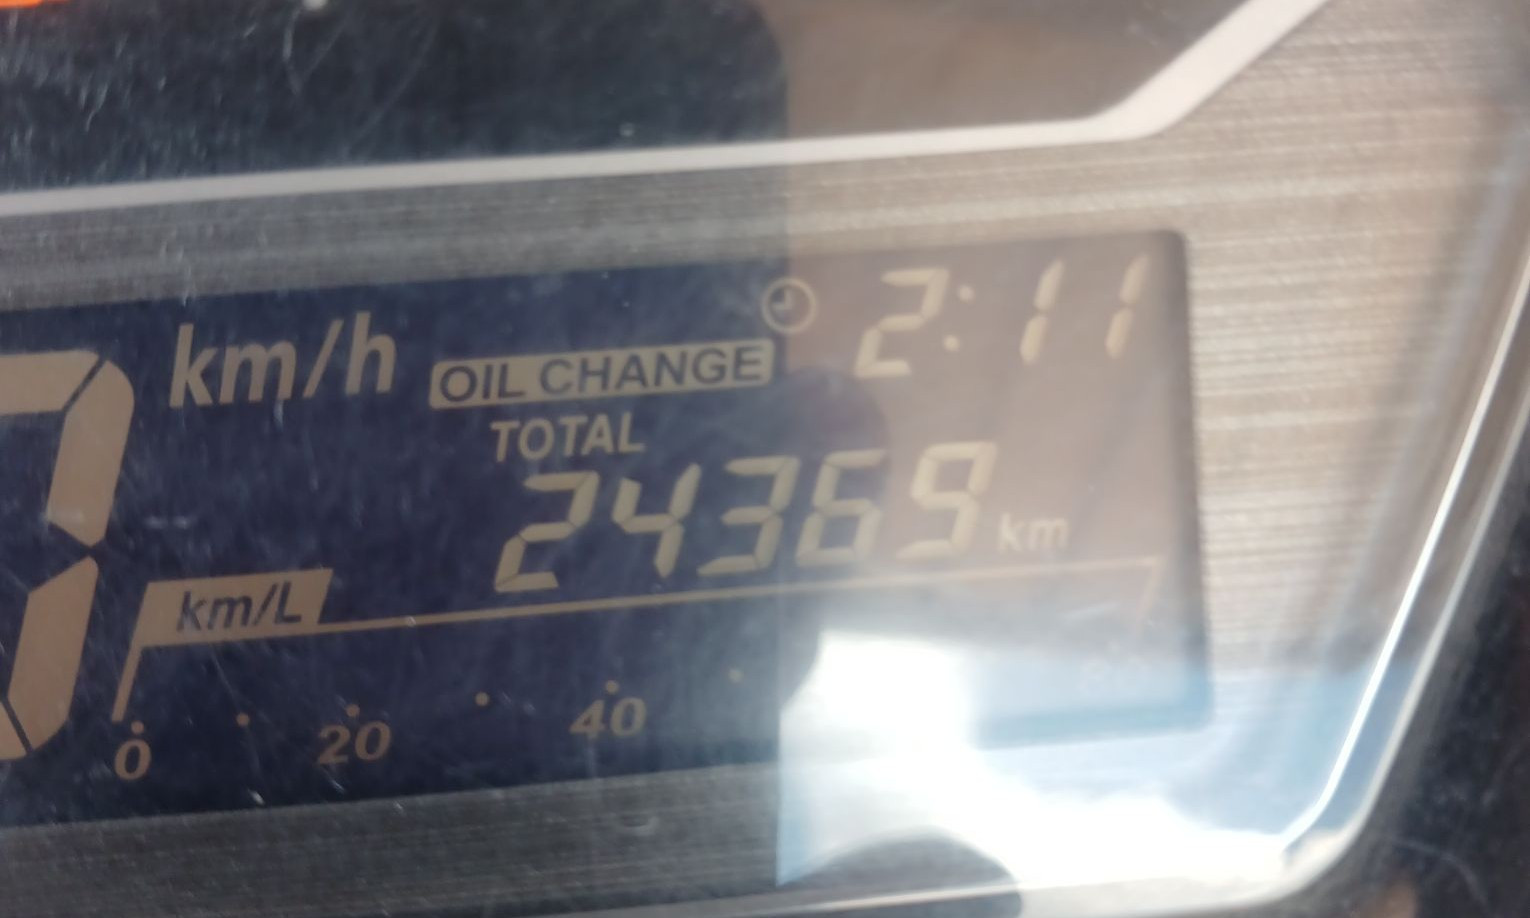 2:11
km/h
OIL CHANGE
TOTAL
24369 km
km/L
0 20 40